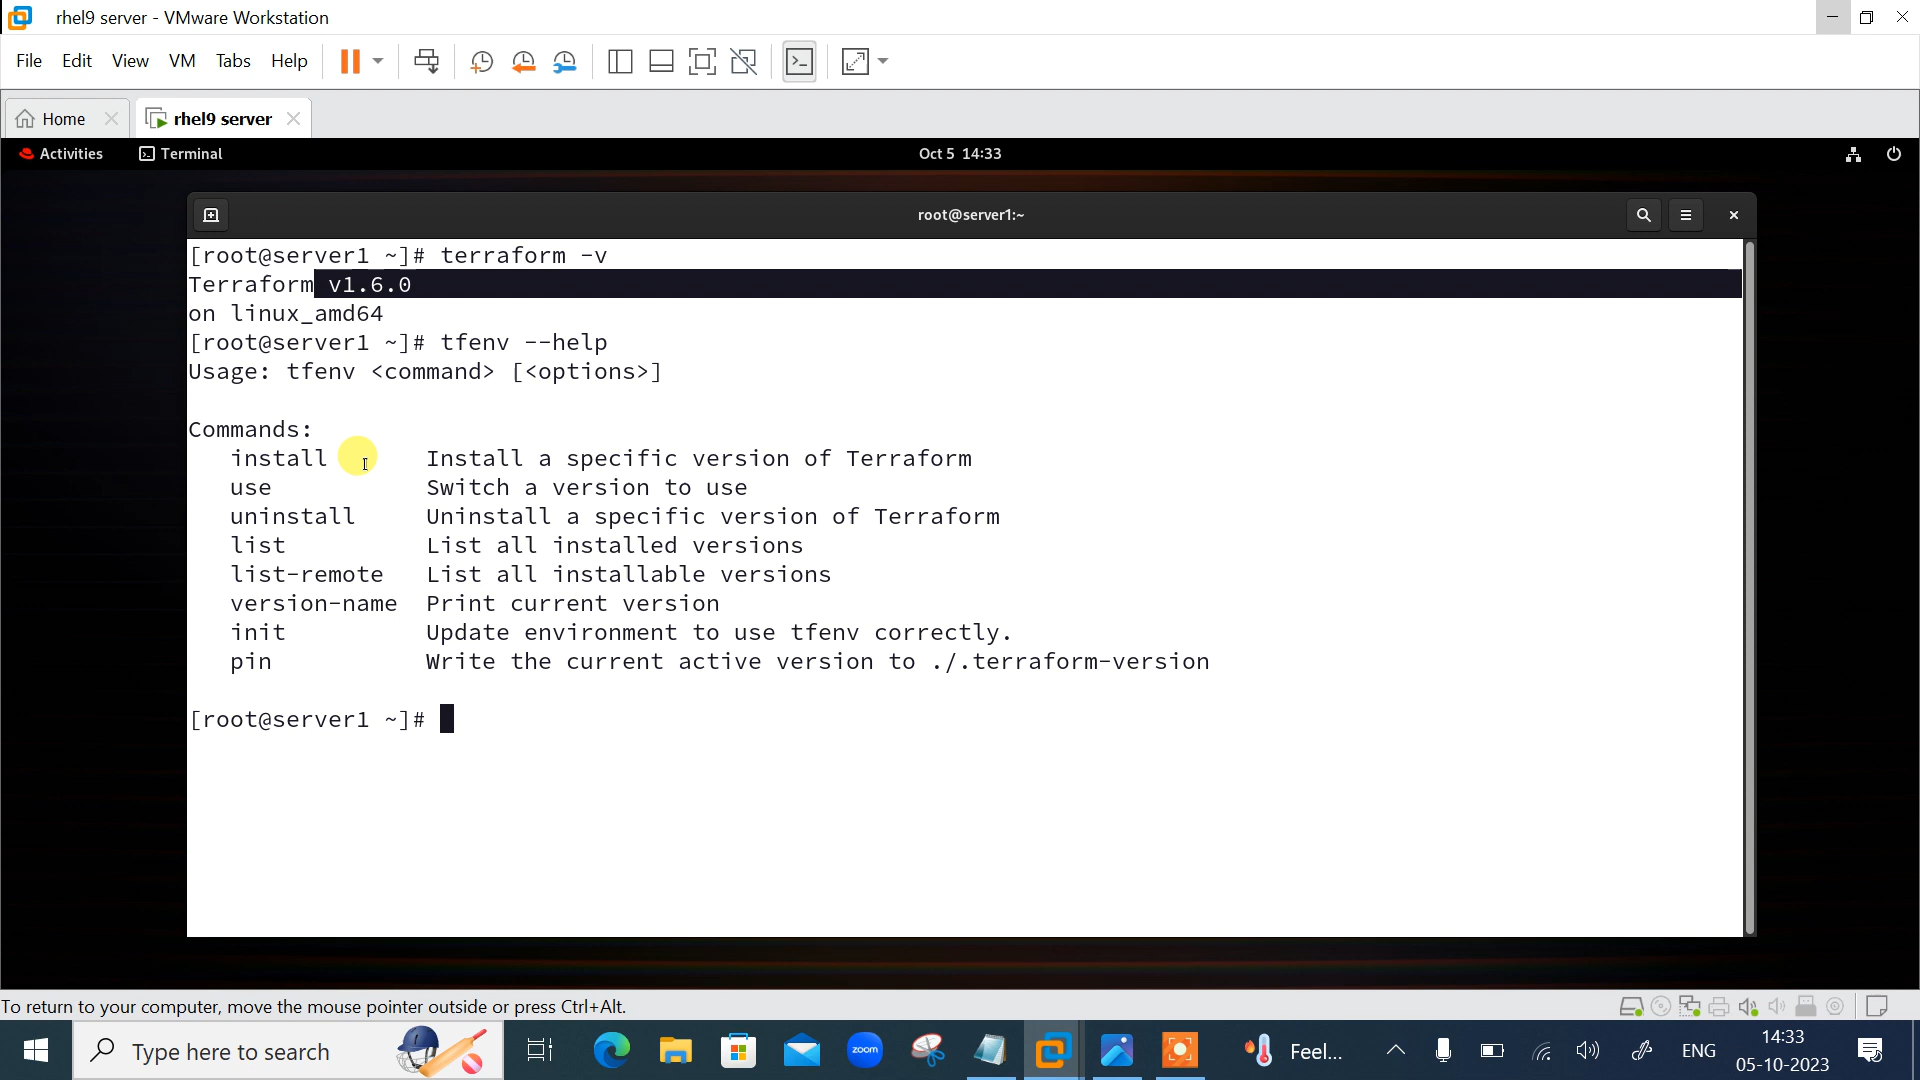 rhel9 server - VMware Workstation
File Edit View VM Tabs Help
Home rhel9 server
Activities Terminal Oct 5 14:33
root@server1:~
[root@server1 ~]# terraform -v
Terraform v1.6.0
on linux_amd64
[root@server1 ~]# tfenv --help
Usage: tfenv <command> [<options>]
Commands:
install Install a specific version of Terraform
use Switch a version to use
uninstall Uninstall a specific version of Terraform
list List all installed versions
list-remote List all installable versions
version-name Print current version
init Update environment to use tfenv correctly.
pin Write the current active version to ./.terraform-version
[root@server1 ~]#
To return to your computer, move the mouse pointer outside or press Ctrl+Alt.
Type here to search zoom Feel... ENG 14:33
05-10-2023